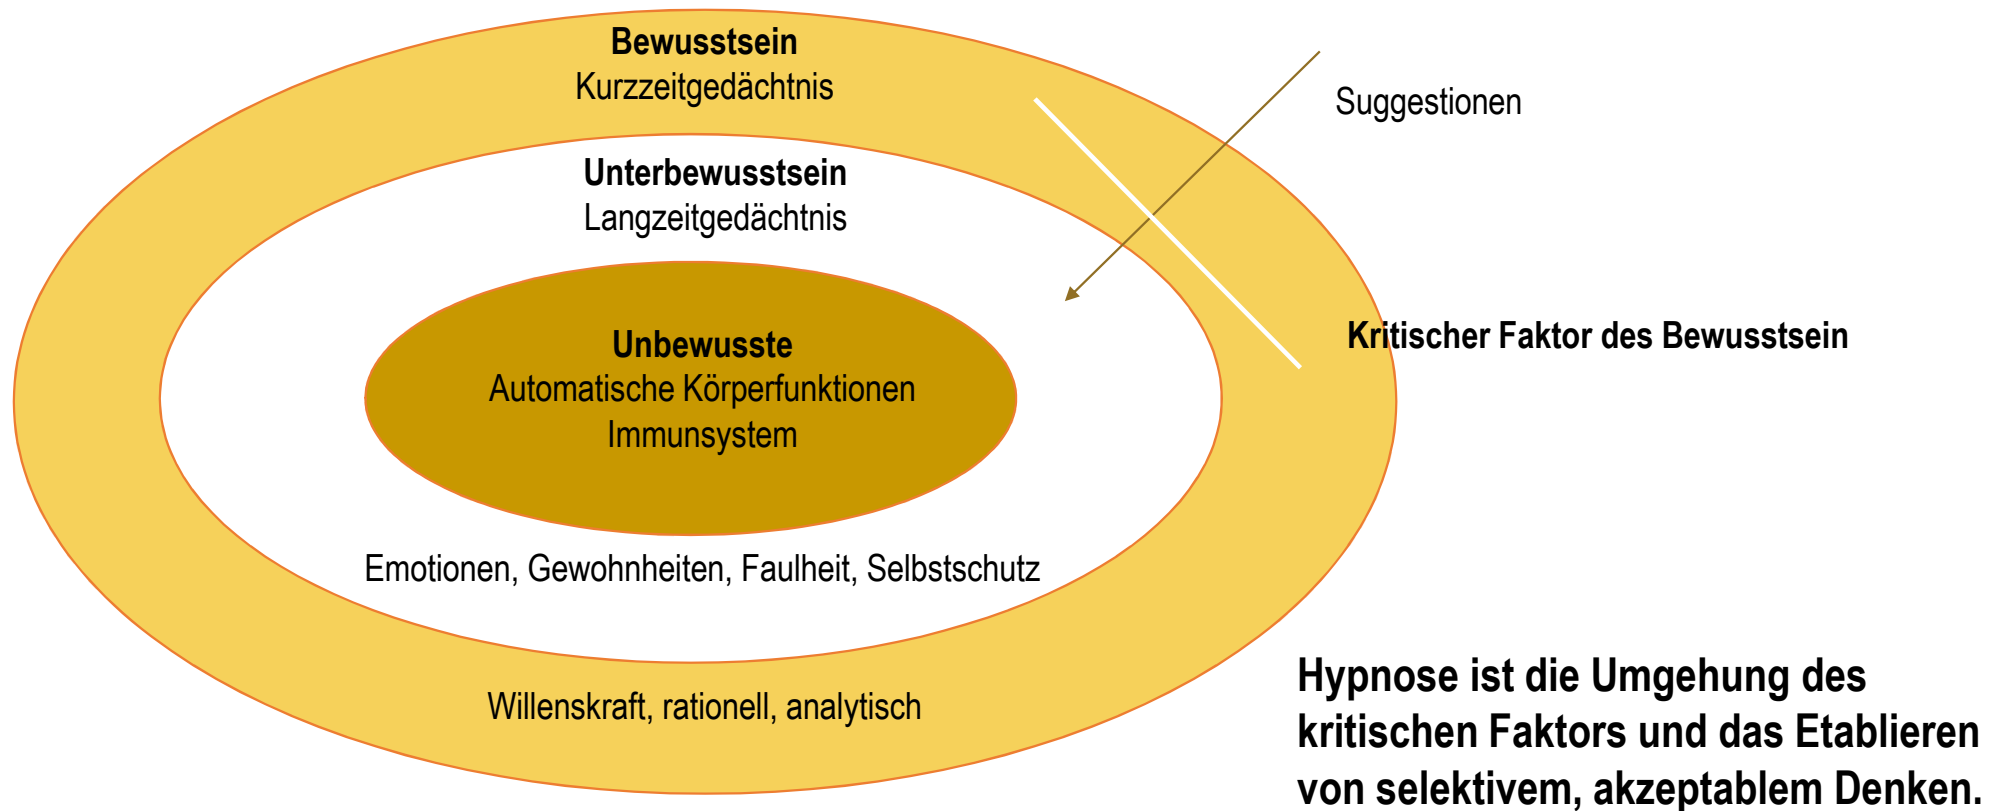 Bewusstsein
Kurzzeitgedächtnis
Suggestionen
Unterbewusstsein
Langzeitgedächtnis
Kritischer Faktor des Bewusstsein
Unbewusste
Automatische Körperfunktionen
Immunsystem
Emotionen, Gewohnheiten, Faulheit, Selbstschutz
Willenskraft, rationell, analytisch
Hypnose ist die Umgehung des
kritischen Faktors und das Etablieren
von selektivem, akzeptablem Denken.